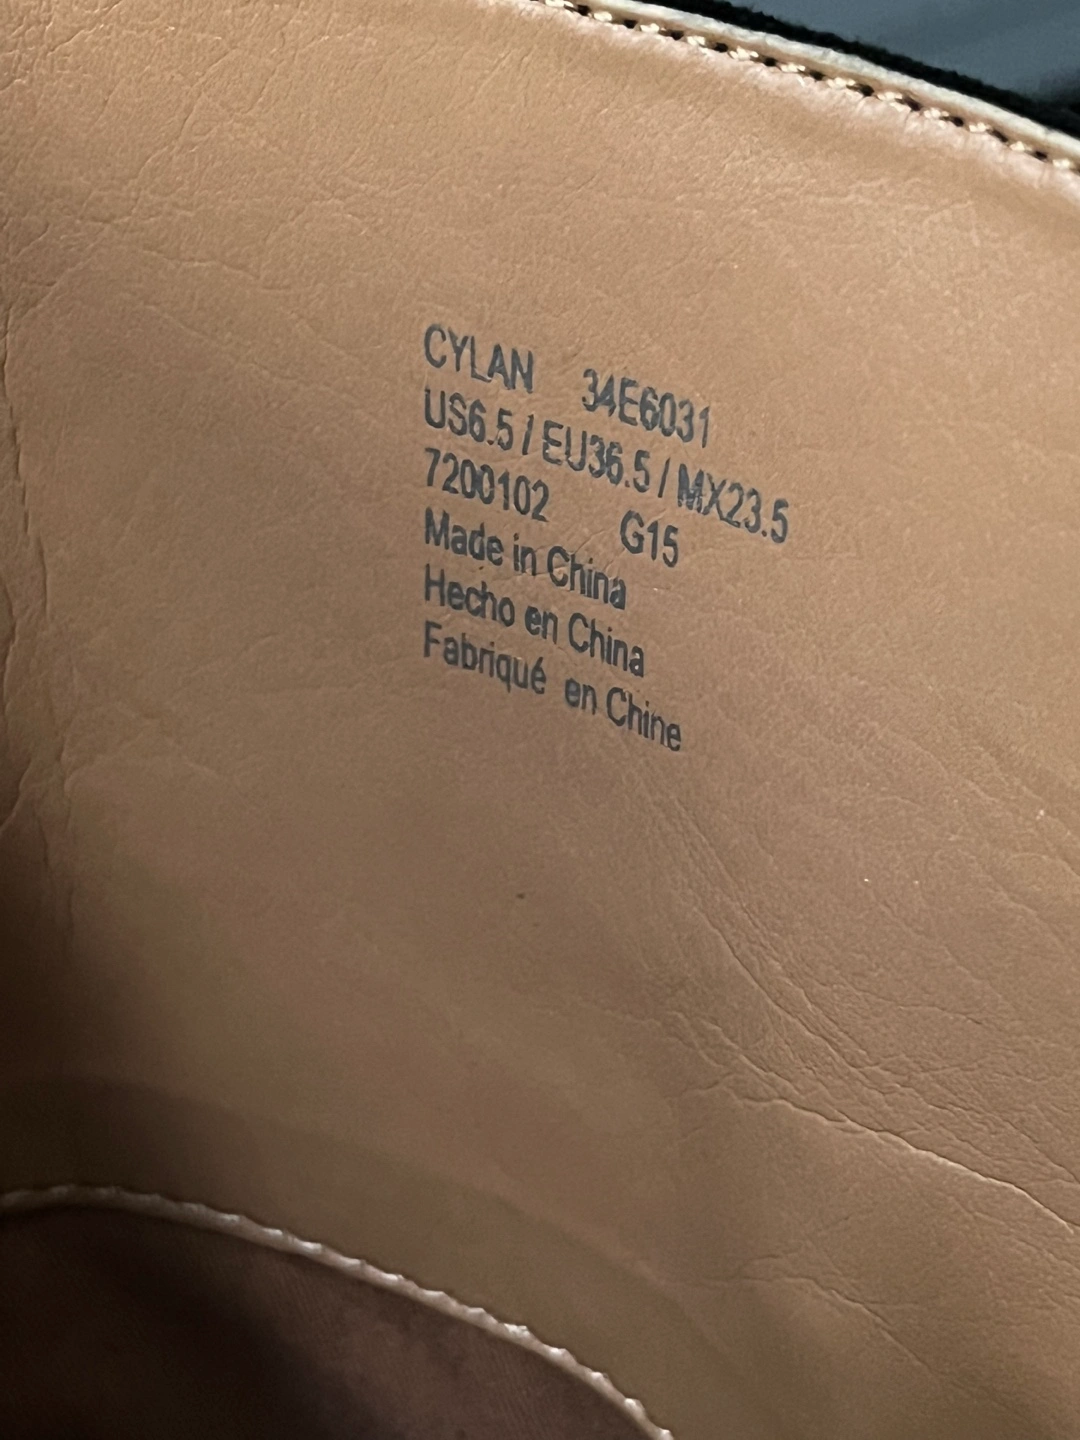 CYLAN 34E6031
US6.5 / EU36.5 / MX23.5
7200102 G15
Made in China
Hecho en China
Fabriqué en Chine